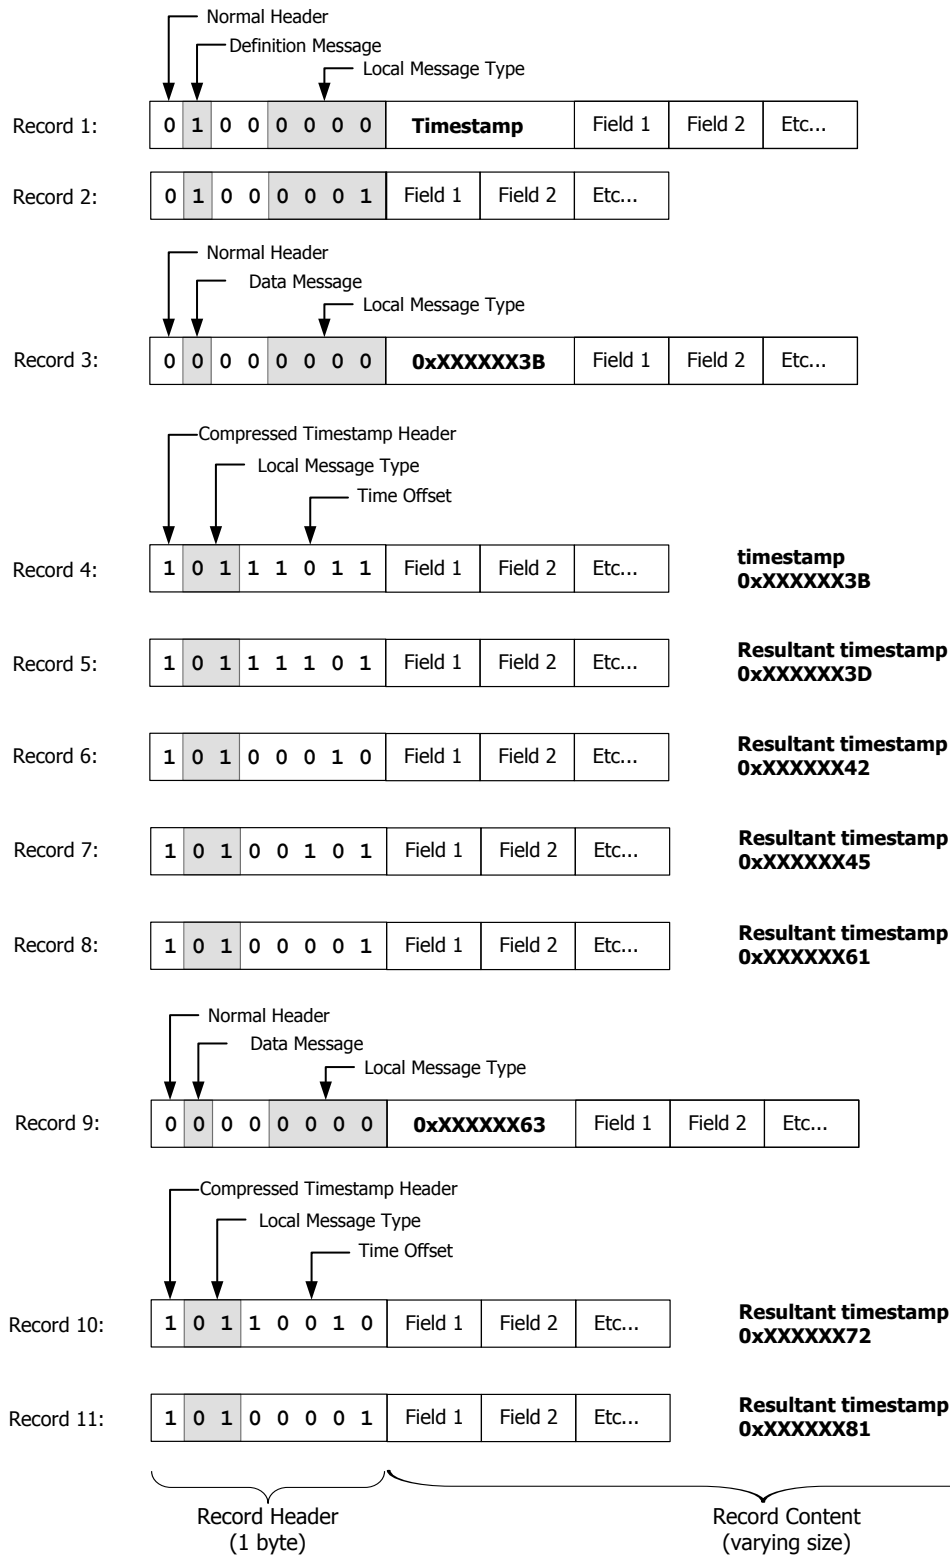 Normal Header
Definition Message
Local Message Type
Record 1: 0 1 0 0 0 0 0 0 Timestamp Field 1 Field 2 Etc...
Record 2: 0 1 0 0 0 0 0 1 Field 1 Field 2 Etc...
Normal Header
Data Message
Local Message Type
Record 3: 0 0 0 0 0 0 0 0 0xXXXXXX3B Field 1 Field 2 Etc...
Compressed Timestamp Header
Local Message Type
Time Offset
Record 4: 1 0 1 1 1 0 1 1 Field 1 Field 2 Etc... timestamp
0xXXXXXX3B
Record 5: 1 0 1 1 1 1 0 1 Field 1 Field 2 Etc... Resultant timestamp
0xXXXXXX3D
Record 6: 1 0 1 0 0 0 1 0 Field 1 Field 2 Etc... Resultant timestamp
0xXXXXXX42
Record 7: 1 0 1 0 0 1 0 1 Field 1 Field 2 Etc... Resultant timestamp
0xXXXXXX45
Record 8: 1 0 1 0 0 0 0 1 Field 1 Field 2 Etc... Resultant timestamp
0xXXXXXX61
Normal Header
Data Message
Local Message Type
Record 9: 0 0 0 0 0 0 0 0 0xXXXXXX63 Field 1 Field 2 Etc...
Compressed Timestamp Header
Local Message Type
Time Offset
Record 10: 1 0 1 1 0 0 1 0 Field 1 Field 2 Etc... Resultant timestamp
0xXXXXXX72
Record 11: 1 0 1 0 0 0 0 1 Field 1 Field 2 Etc... Resultant timestamp
0xXXXXXX81
Record Header Record Content
(1 byte) (varying size)